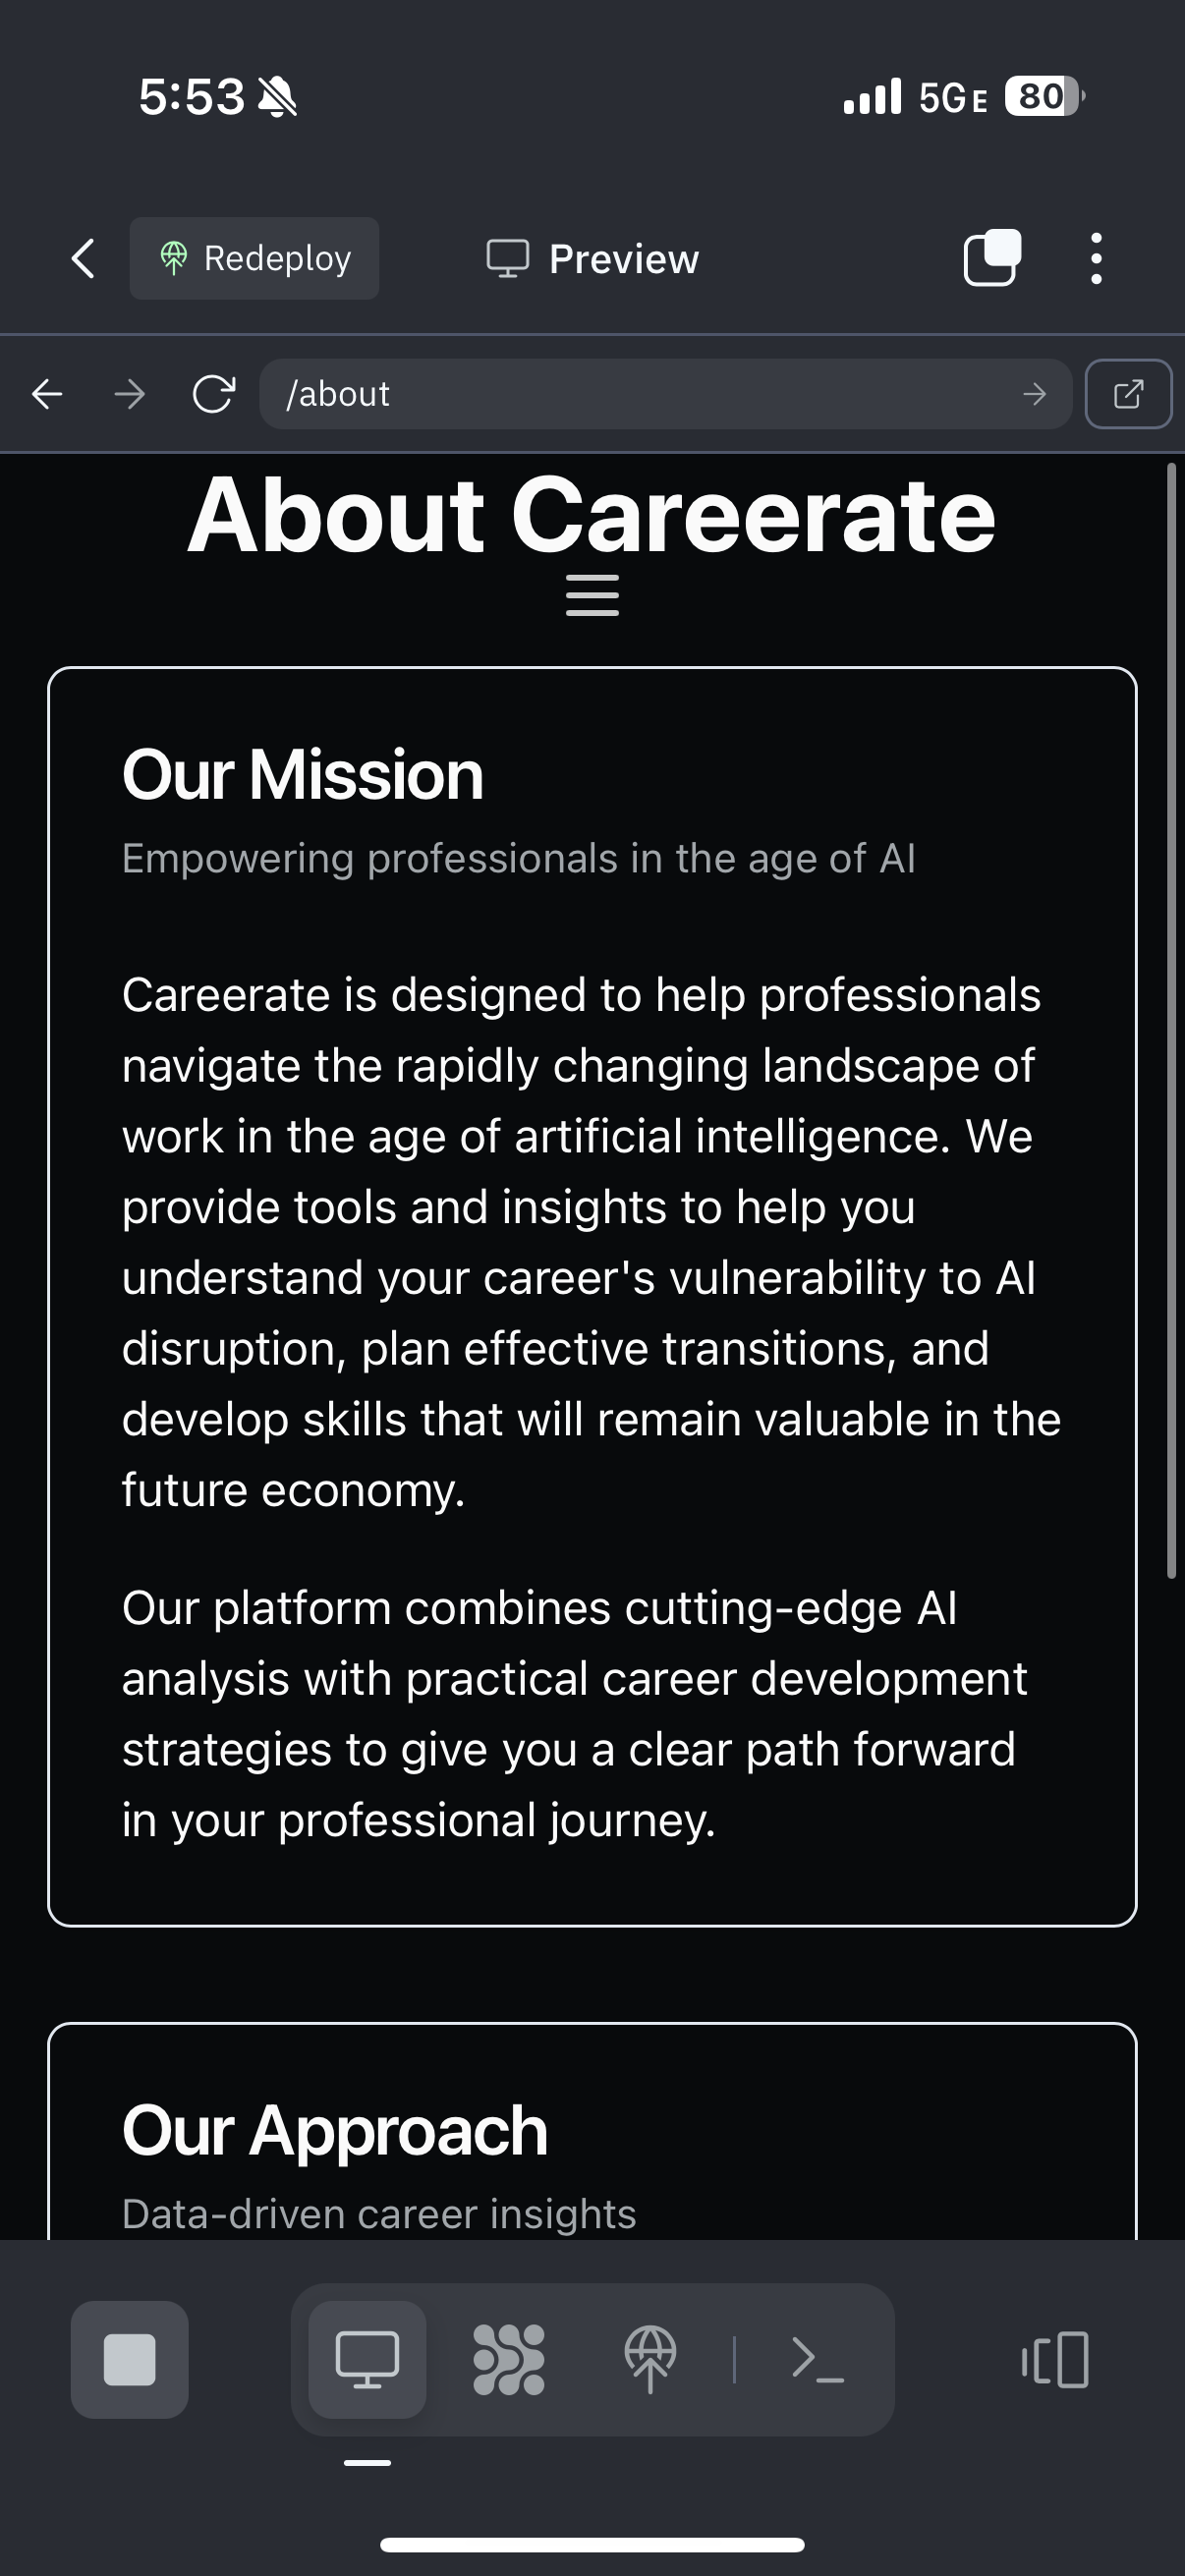 5:53
5GE 80
Redeploy
Preview
/about
About Careerate
Our Mission
Empowering professionals in the age of AI
Careerate is designed to help professionals
navigate the rapidly changing landscape of
work in the age of artificial intelligence. We
provide tools and insights to help you
understand your career's vulnerability to AI
disruption, plan effective transitions, and
develop skills that will remain valuable in the
future economy.
Our platform combines cutting-edge AI
analysis with practical career development
strategies to give you a clear path forward
in your professional journey.
Our Approach
Data-driven career insights